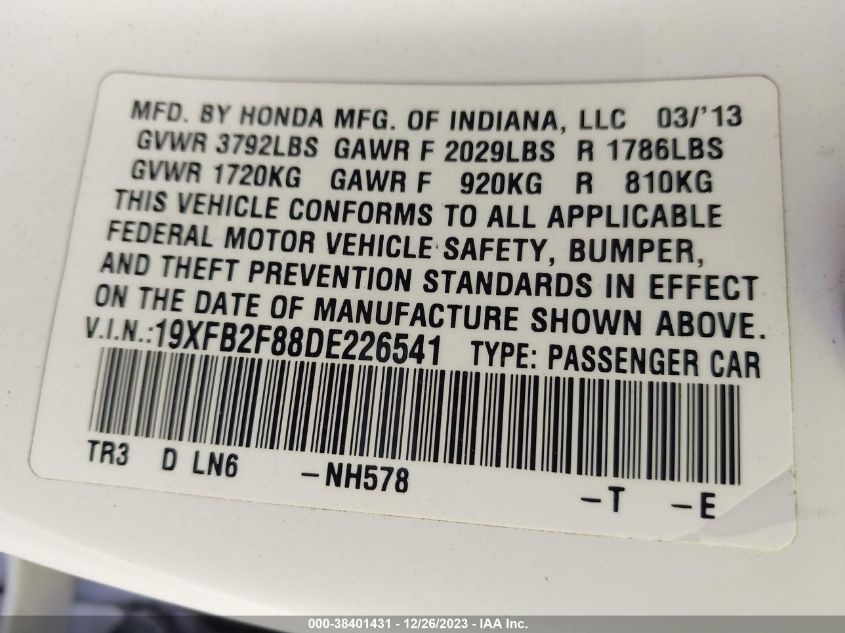 MFD. BY HONDA MFG. OF INDIANA, LLC 03/'13
GVWR 3792LBS GAWR F 2029LBS R 1786LBS
GVWR 1720KG GAWR F 920KG R 810KG
THIS VEHICLE CONFORMS TO ALL APPLICABLE
FEDERAL MOTOR VEHICLE SAFETY, BUMPER,
AND THEFT PREVENTION STANDARDS IN EFFECT
ON THE DATE OF MANUFACTURE SHOWN ABOVE.
V.I.N.:19XFB2F88DE226541 TYPE: PASSENGER CAR
TR3 D LN6 -NH578 -T -E
000-38401431 - 12/26/2023 - IAA Inc.